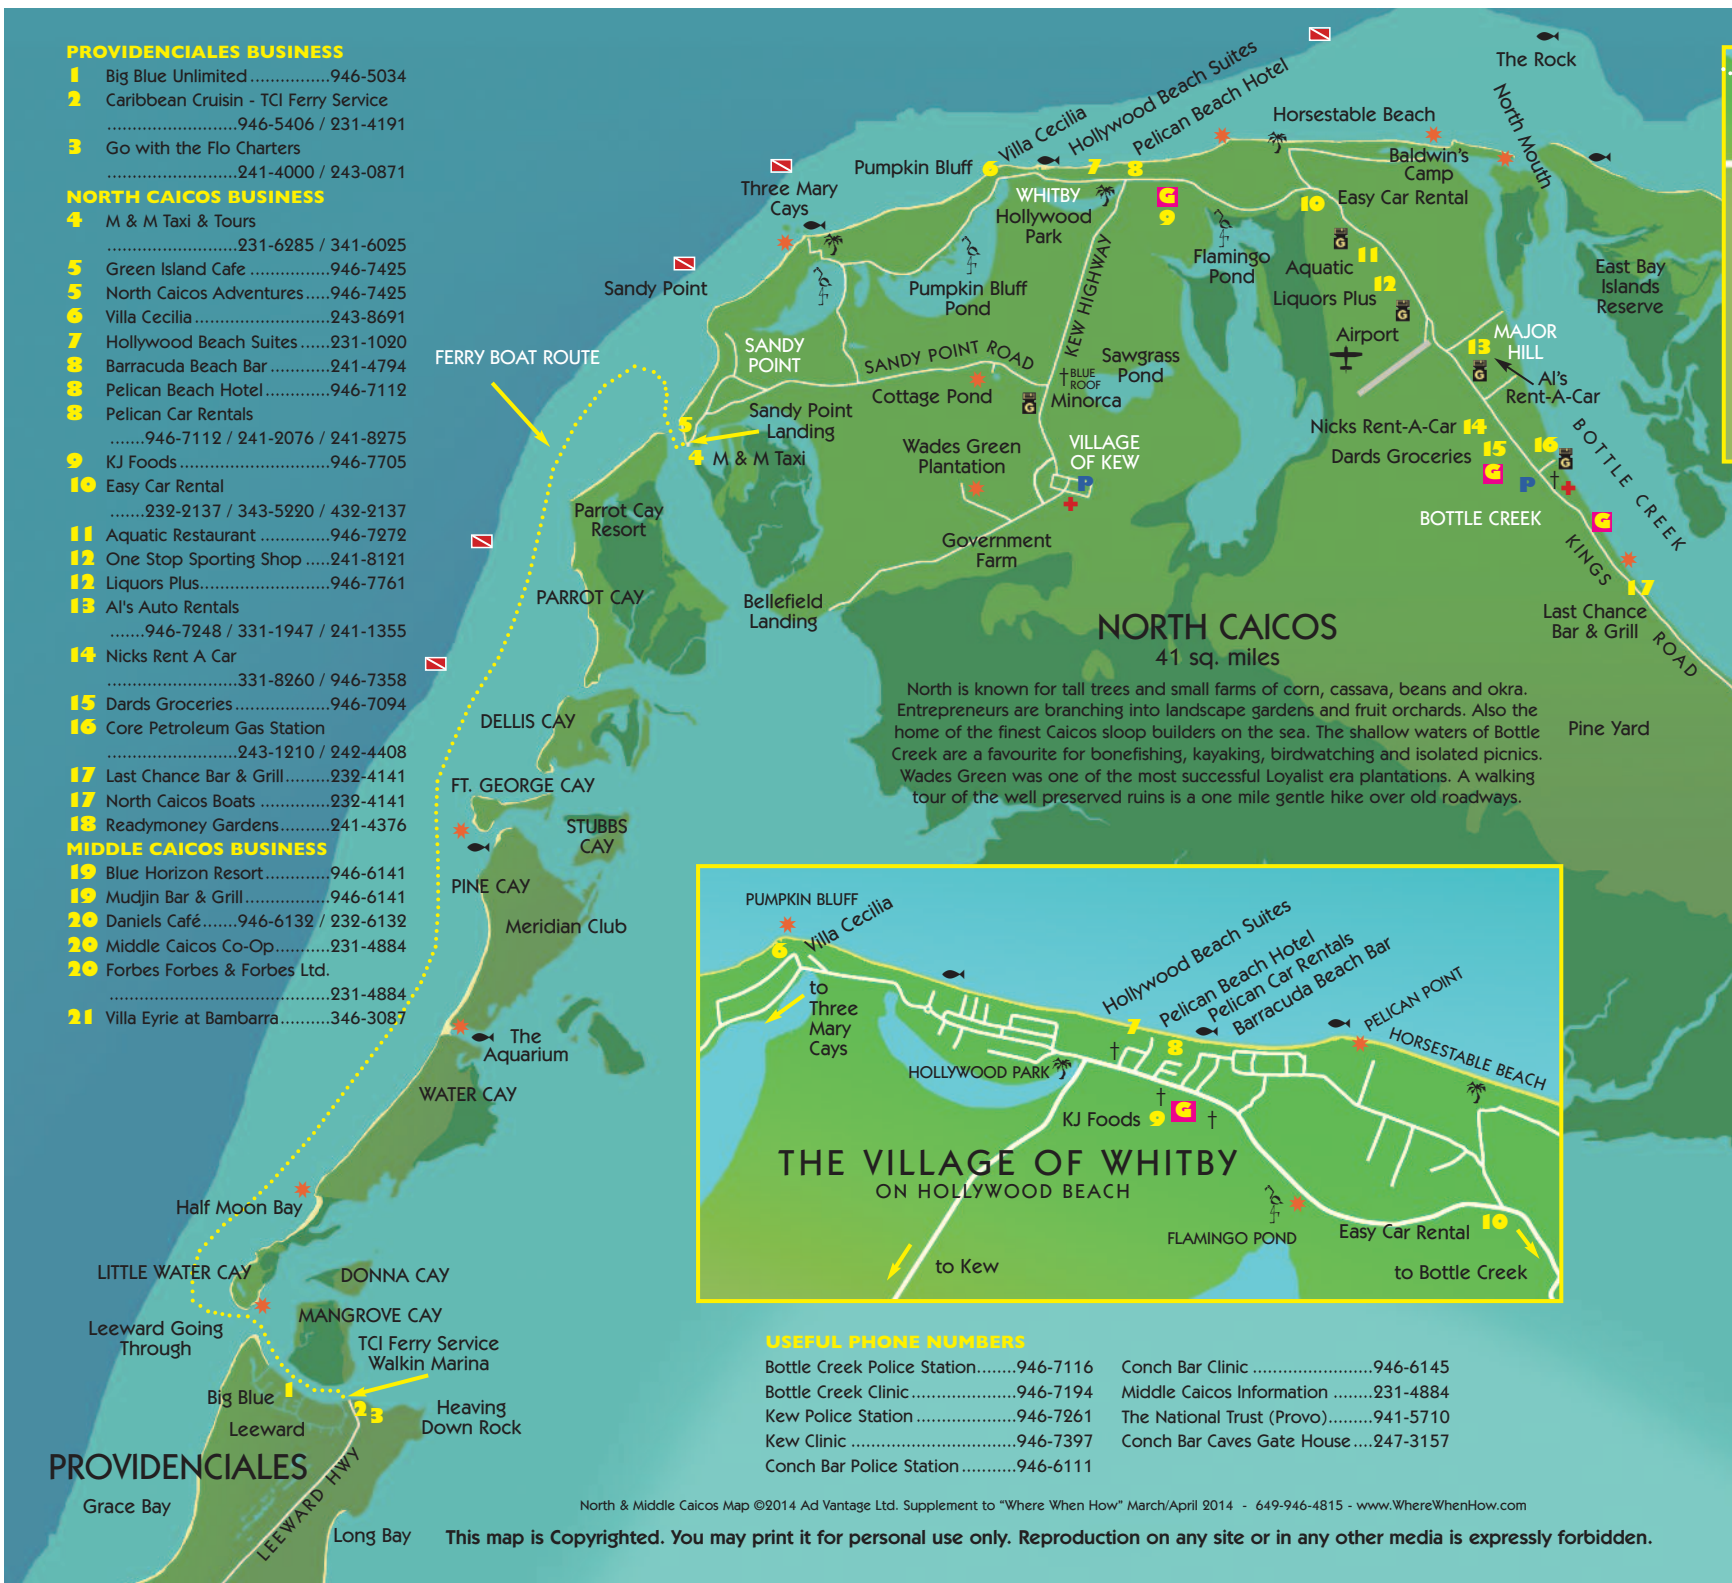 PROVIDENCIALES BUSINESS
1 Big Blue Unlimited................946-5034
2 Caribbean Cruisin - TCI Ferry Service
..........................946-5406 / 231-4191
3 Go with the Flo Charters
..........................241-4000 / 243-0871
NORTH CAICOS BUSINESS
4 M & M Taxi & Tours
..........................231-6285 / 341-6025
5 Green Island Cafe ................946-7425
5 North Caicos Adventures.....946-7425
6 Villa Cecilia...........................243-8691
7 Hollywood Beach Suites ......231-1020
8 Barracuda Beach Bar ............241-4794
8 Pelican Beach Hotel.............946-7112
8 Pelican Car Rentals
.......946-7112 / 241-2076 / 241-8275
9 KJ Foods..............................946-7705
10 Easy Car Rental
.......232-2137 / 343-5220 / 432-2137
11 Aquatic Restaurant ..............946-7272
12 One Stop Sporting Shop .....241-8121
12 Liquors Plus..........................946-7761
13 Al's Auto Rentals
.......946-7248 / 331-1947 / 241-1355
14 Nicks Rent A Car
..........................331-8260 / 946-7358
15 Dards Groceries...................946-7094
16 Core Petroleum Gas Station
..........................243-1210 / 242-4408
17 Last Chance Bar & Grill.........232-4141
17 North Caicos Boats ..............232-4141
18 Readymoney Gardens..........241-4376
MIDDLE CAICOS BUSINESS
19 Blue Horizon Resort.............946-6141
19 Mudjin Bar & Grill.................946-6141
20 Daniels Café.......946-6132 / 232-6132
20 Middle Caicos Co-Op...........231-4884
20 Forbes Forbes & Forbes Ltd.
............................................231-4884
21 Villa Eyrie at Bambarra..........346-3087
The Rock
North Mouth
Horsestable Beach
Baldwin's
Camp
Pumpkin Bluff
6
Villa Cecilia
7
Hollywood Beach Suites
8
Pelican Beach Hotel
Three Mary
Cays
WHITBY
Hollywood
Park
G
9
10
Easy Car Rental
Flamingo
Pond
G
11
Aquatic
12
Liquors Plus
G
Airport
East Bay
Islands
Reserve
Sandy Point
Pumpkin Bluff
Pond
KEW HIGHWAY
SANDY
POINT
SANDY POINT ROAD
Sawgrass
Pond
BLUE
ROOF
Minorca
G
Cottage Pond
MAJOR
HILL
13
G
Al's
Rent-A-Car
FERRY BOAT ROUTE
5
Sandy Point
Landing
4 M & M Taxi
Wades Green
Plantation
VILLAGE
OF KEW
P
Nicks Rent-A-Car 14
Dards Groceries
15
G
16
G
P
BOTTLE CREEK
BOTTLE CREEK
G
KINGS ROAD
17
Last Chance
Bar & Grill
Parrot Cay
Resort
PARROT CAY
Government
Farm
Bellefield
Landing
NORTH CAICOS
41 sq. miles
North is known for tall trees and small farms of corn, cassava, beans and okra.
Entrepreneurs are branching into landscape gardens and fruit orchards. Also the
home of the finest Caicos sloop builders on the sea. The shallow waters of Bottle
Creek are a favourite for bonefishing, kayaking, birdwatching and isolated picnics.
Wades Green was one of the most successful Loyalist era plantations. A walking
tour of the well preserved ruins is a one mile gentle hike over old roadways.
Pine Yard
DELLIS CAY
FT. GEORGE CAY
STUBBS
CAY
PINE CAY
Meridian Club
The
Aquarium
WATER CAY
Half Moon Bay
LITTLE WATER CAY
DONNA CAY
MANGROVE CAY
Leeward Going
Through
TCI Ferry Service
Walkin Marina
Big Blue 1
2 3
Leeward
Heaving
Down Rock
PROVIDENCIALES
Grace Bay
LEEWARD HWY
Long Bay
PUMPKIN BLUFF
6
Villa Cecilia
to
Three
Mary
Cays
Hollywood Beach Suites
7
Pelican Beach Hotel
Pelican Car Rentals
Barracuda Beach Bar
8
PELICAN POINT
HORSESTABLE BEACH
HOLLYWOOD PARK
KJ Foods 9 G
THE VILLAGE OF WHITBY
ON HOLLYWOOD BEACH
FLAMINGO POND
Easy Car Rental 10
to Kew
to Bottle Creek
USEFUL PHONE NUMBERS
Bottle Creek Police Station........946-7116
Bottle Creek Clinic.....................946-7194
Kew Police Station....................946-7261
Kew Clinic .................................946-7397
Conch Bar Police Station...........946-6111
Conch Bar Clinic ........................946-6145
Middle Caicos Information ........231-4884
The National Trust (Provo).........941-5710
Conch Bar Caves Gate House....247-3157
North & Middle Caicos Map ©2014 Ad Vantage Ltd. Supplement to "Where When How" March/April 2014 - 649-946-4815 - www.WhereWhenHow.com
This map is Copyrighted. You may print it for personal use only. Reproduction on any site or in any other media is expressly forbidden.